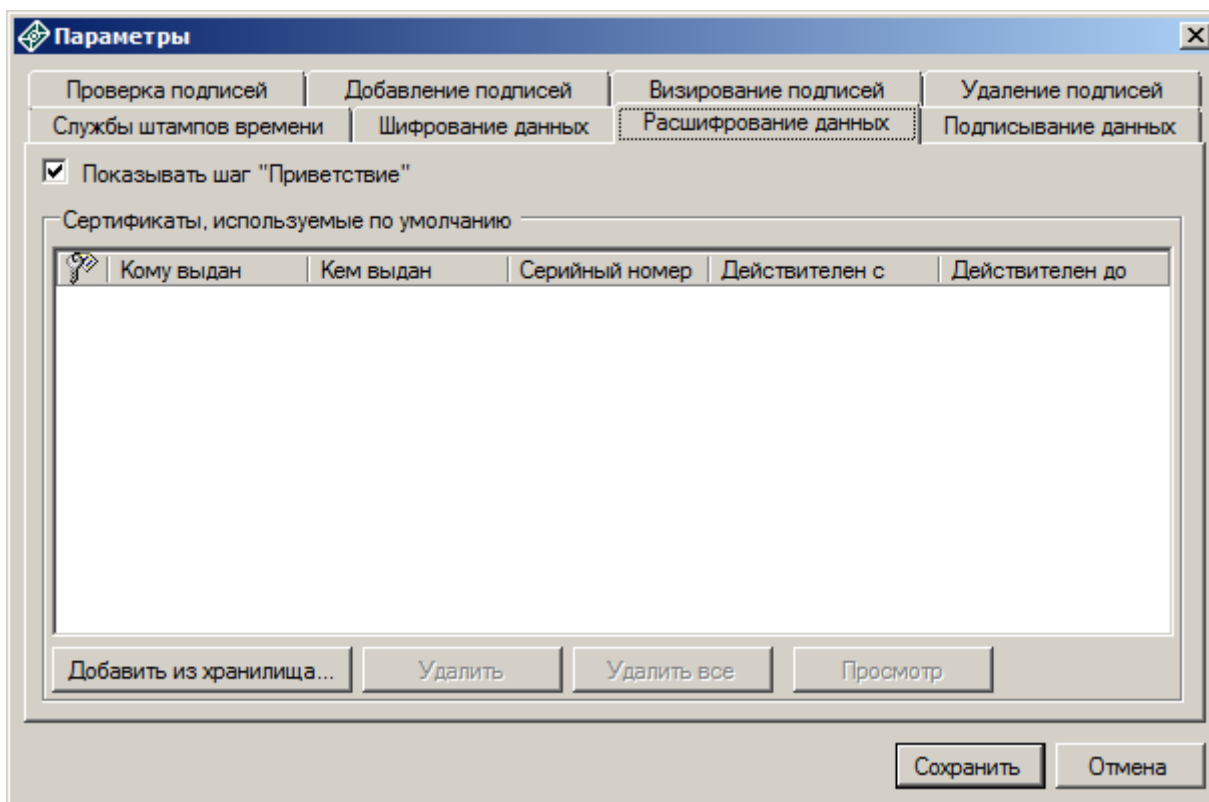 Параметры
Проверка подписей Добавление подписей Визирование подписей Удаление подписей
Службы штампов времени Шифрование данных Расшифрование данных Подписывание данных
Показывать шаг "Приветствие"
Сертификаты, используемые по умолчанию
Кому выдан Кем выдан Серийный номер Действителен с Действителен до
Добавить из хранилища... Удалить Удалить все Просмотр
Сохранить Отмена